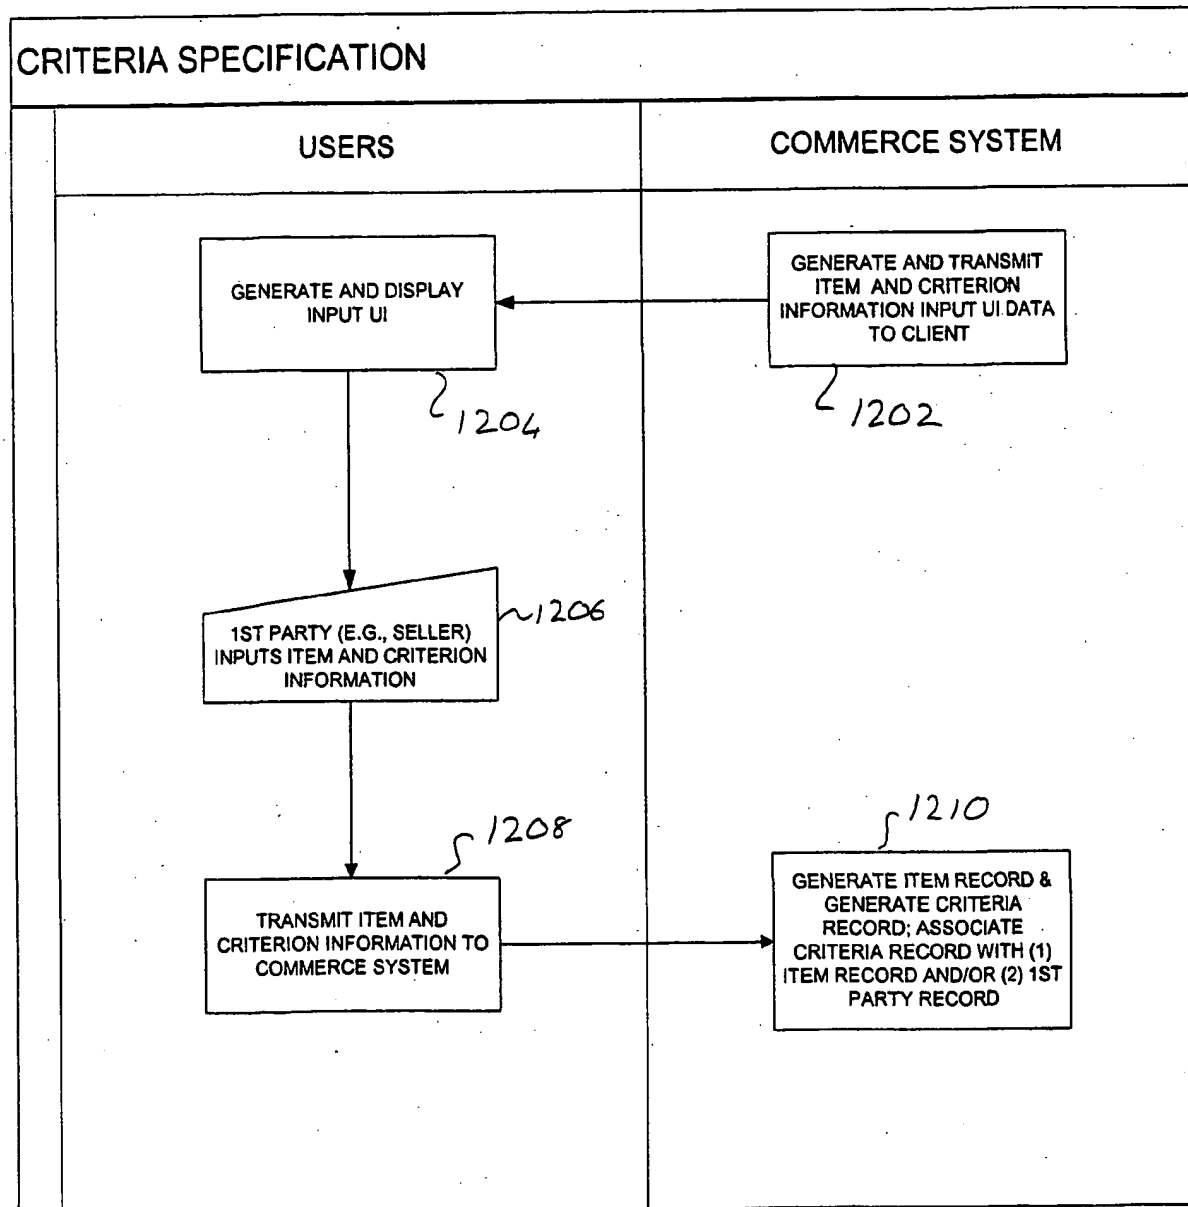 CRITERIA SPECIFICATION
USERS
COMMERCE SYSTEM
GENERATE AND DISPLAY
INPUT UI
1204
GENERATE AND TRANSMIT
ITEM AND CRITERION
INFORMATION INPUT UI DATA
TO CLIENT
1202
1ST PARTY (E.G., SELLER)
INPUTS ITEM AND CRITERION
INFORMATION
1206
1208
TRANSMIT ITEM AND
CRITERION INFORMATION TO
COMMERCE SYSTEM
1210
GENERATE ITEM RECORD &
GENERATE CRITERIA
RECORD; ASSOCIATE
CRITERIA RECORD WITH (1)
ITEM RECORD AND/OR (2) 1ST
PARTY RECORD